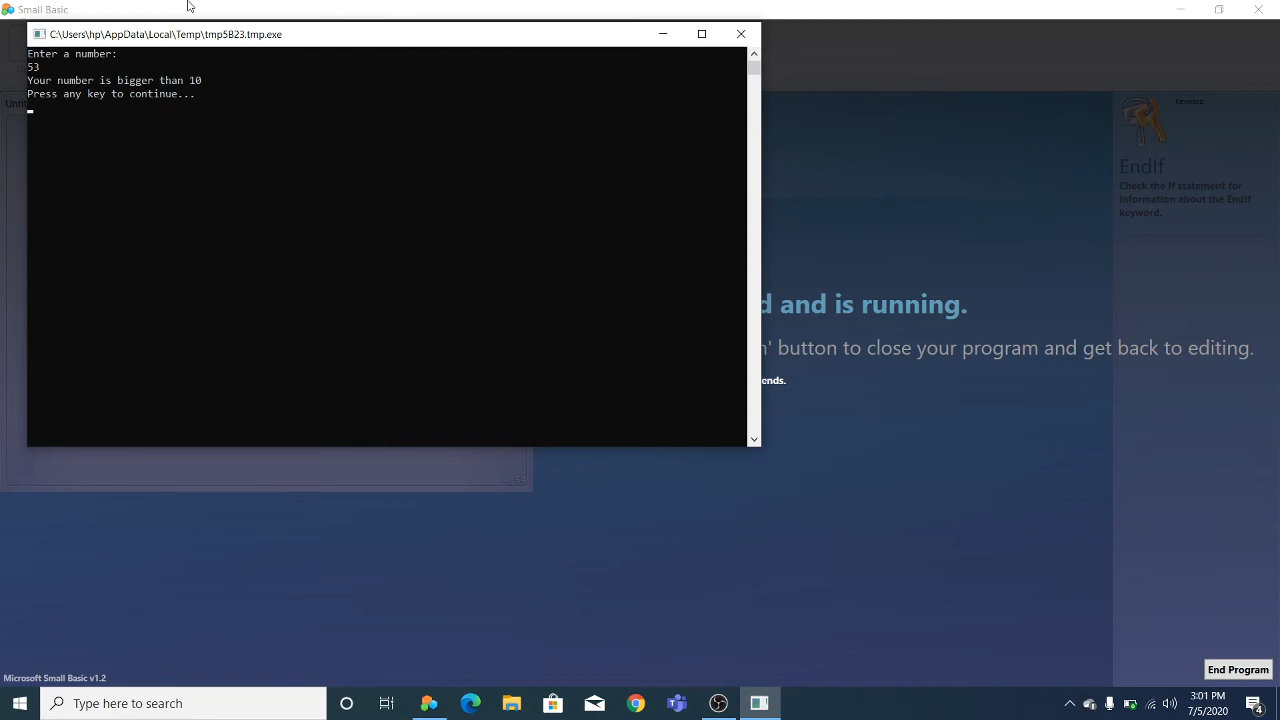 Small Basic
C:\Users\hp\AppData\Local\Temp\tmp5B23.tmp.exe
Enter a number:
53
Your number is bigger than 10
Press any key to continue...
Keyword
EndIf
Check the If statement for
information about the EndIf
keyword.
d and is running.
n' button to close your program and get back to editing.
ends.
End Program
Microsoft Small Basic v1.2
Type here to search
3:01 PM
7/5/2020
4